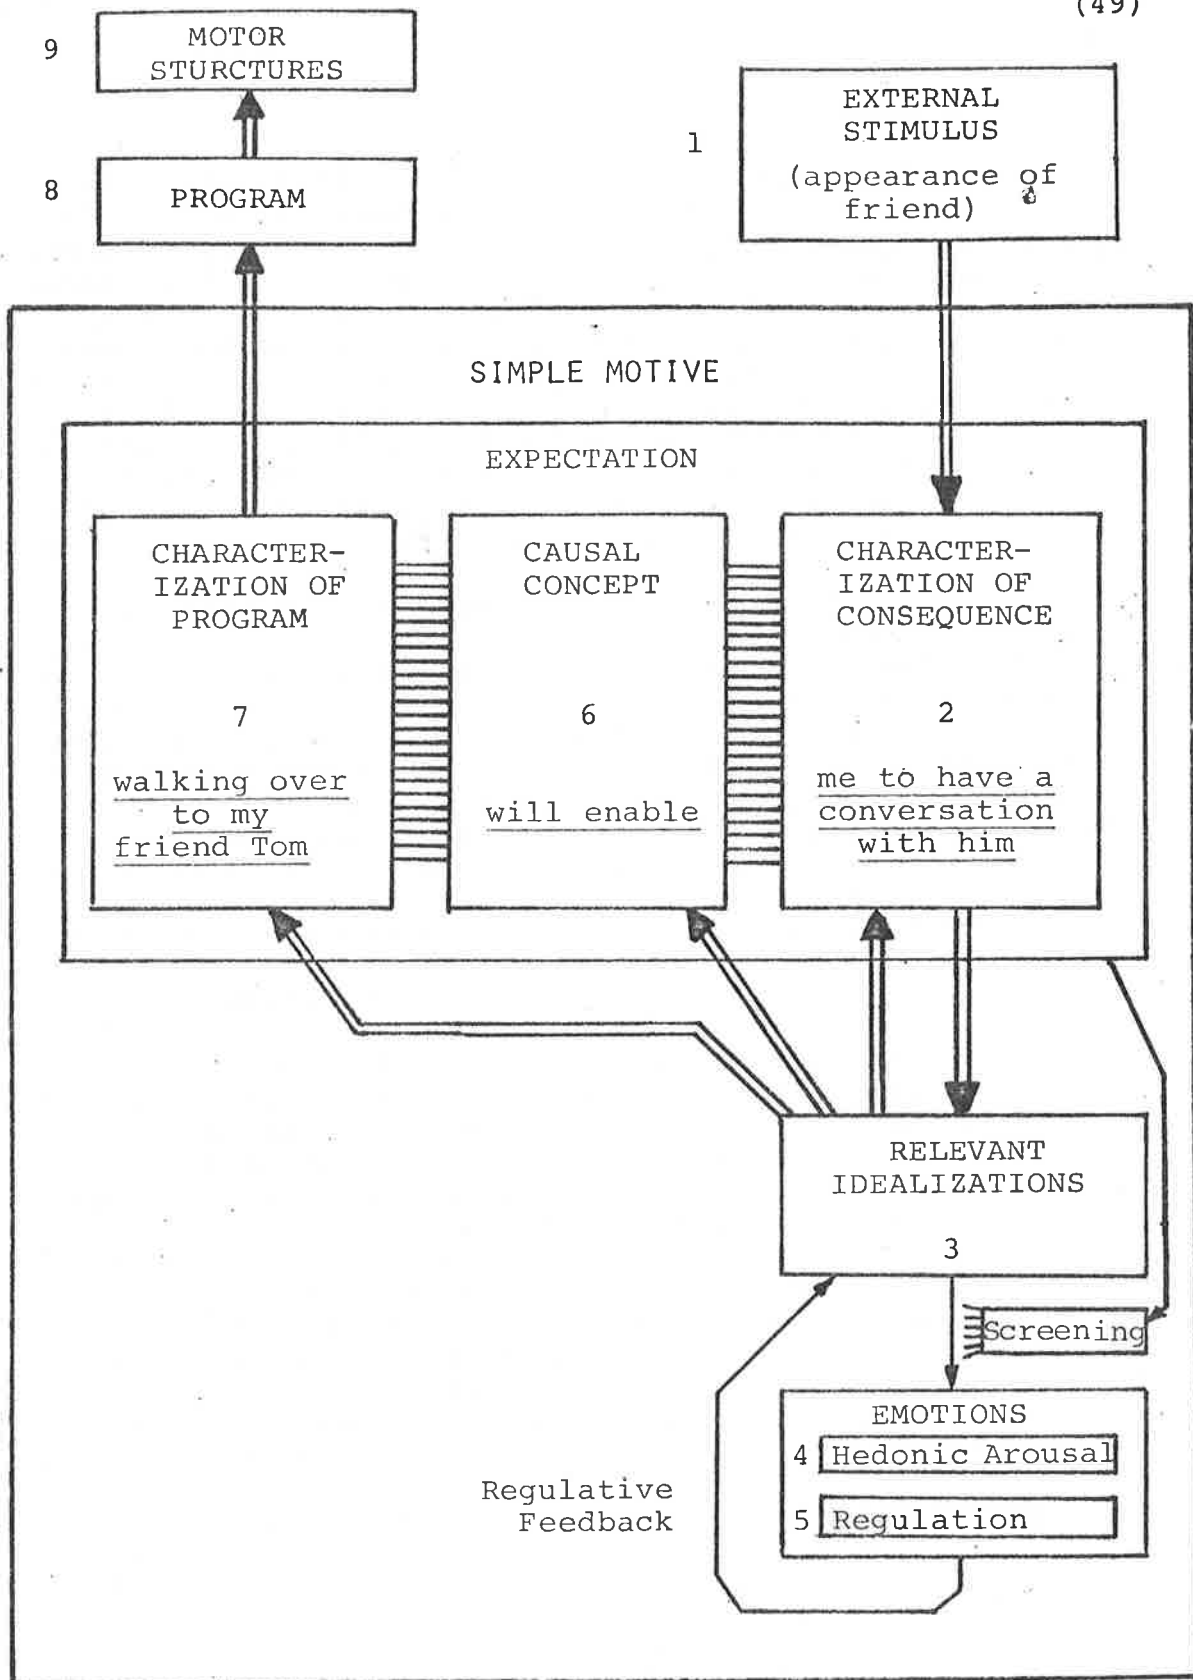 (49)
9
MOTOR
STURCTURES
8
PROGRAM
1
EXTERNAL
STIMULUS
(appearance of
friend)
SIMPLE MOTIVE
EXPECTATION
CHARACTER-
IZATION OF
PROGRAM
7
walking over
to my
friend Tom
CAUSAL
CONCEPT
6
will enable
CHARACTER-
IZATION OF
CONSEQUENCE
2
me to have a
conversation
with him
RELEVANT
IDEALIZATIONS
3
Screening
EMOTIONS
4 Hedonic Arousal
5 Regulation
Regulative
Feedback